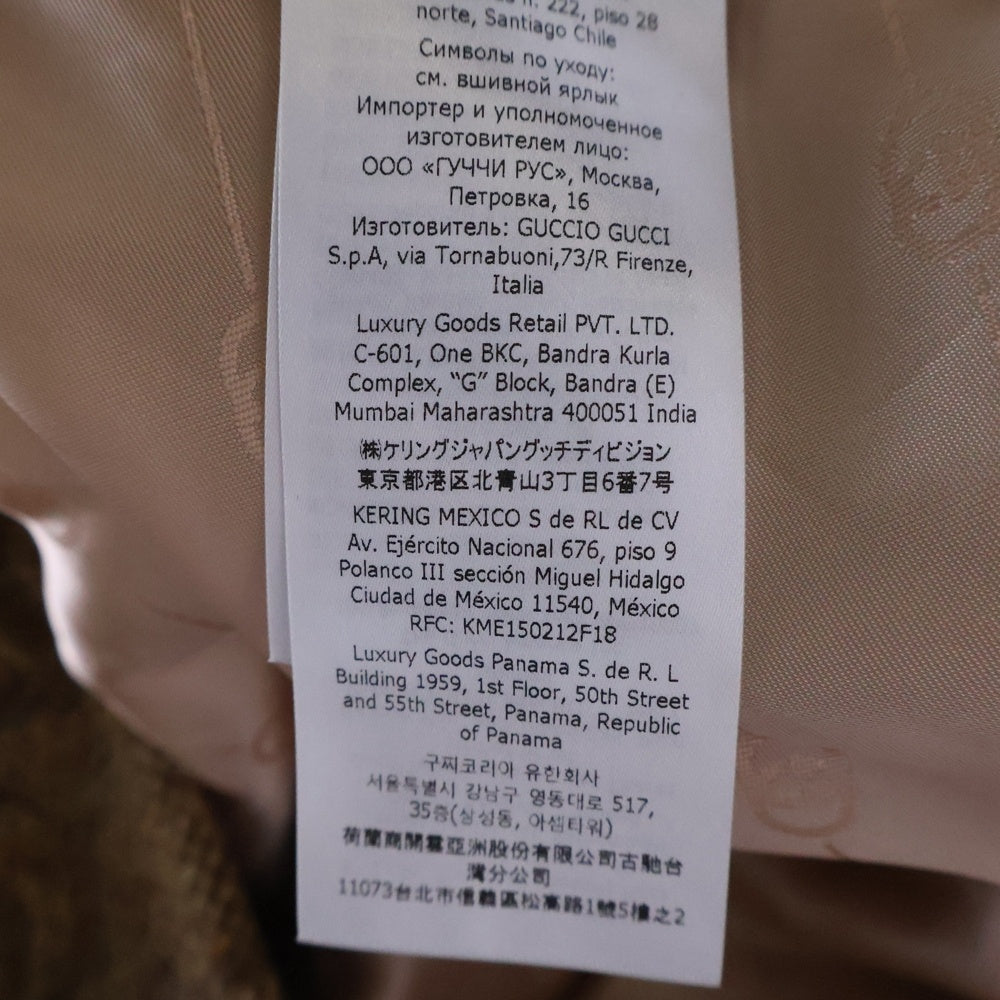 n. 222, piso 28
norte, Santiago Chile
Символы по уходу:
см. вшивной ярлык
Импортер и уполномоченное
изготовителем лицо:
ООО «ГУЧЧИ РУС», Москва,
Петровка, 16
Изготовитель: GUCCIO GUCCI
S.p.A, via Tornabuoni,73/R Firenze,
Italia
Luxury Goods Retail PVT. LTD.
C-601, One BKC, Bandra Kurla
Complex, “G” Block, Bandra (E)
Mumbai Maharashtra 400051 India
㈱ケリングジャパングッチディビジョン
東京都港区北青山3丁目6番7号
KERING MEXICO S de RL de CV
Av. Ejército Nacional 676, piso 9
Polanco III sección Miguel Hidalgo
Ciudad de México 11540, México
RFC: KME150212F18
Luxury Goods Panama S. de R. L
Building 1959, 1st Floor, 50th Street
and 55th Street, Panama, Republic
of Panama
구찌코리아 유한회사
서울특별시 강남구 영동대로 517,
35층(삼성동, 아셈타워)
荷蘭商開雲亞洲股份有限公司古馳台
灣分公司
11073台北市信義區松高路1號5樓之2